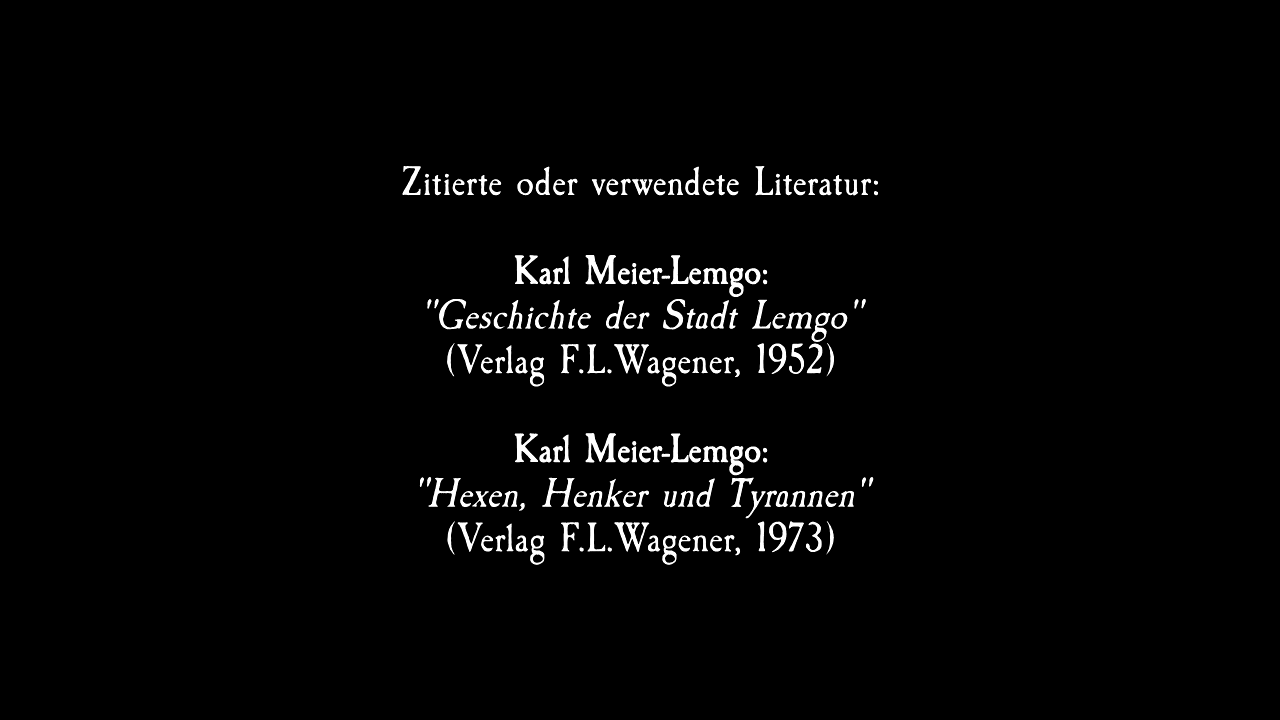 Zitierte oder verwendete Literatur:
Karl Meier-Lemgo:
"Geschichte der Stadt Lemgo"
(Verlag F.L.Wagener, 1952)
Karl Meier-Lemgo:
"Hexen, Henker und Tyrannen"
(Verlag F.L.Wagener, 1973)